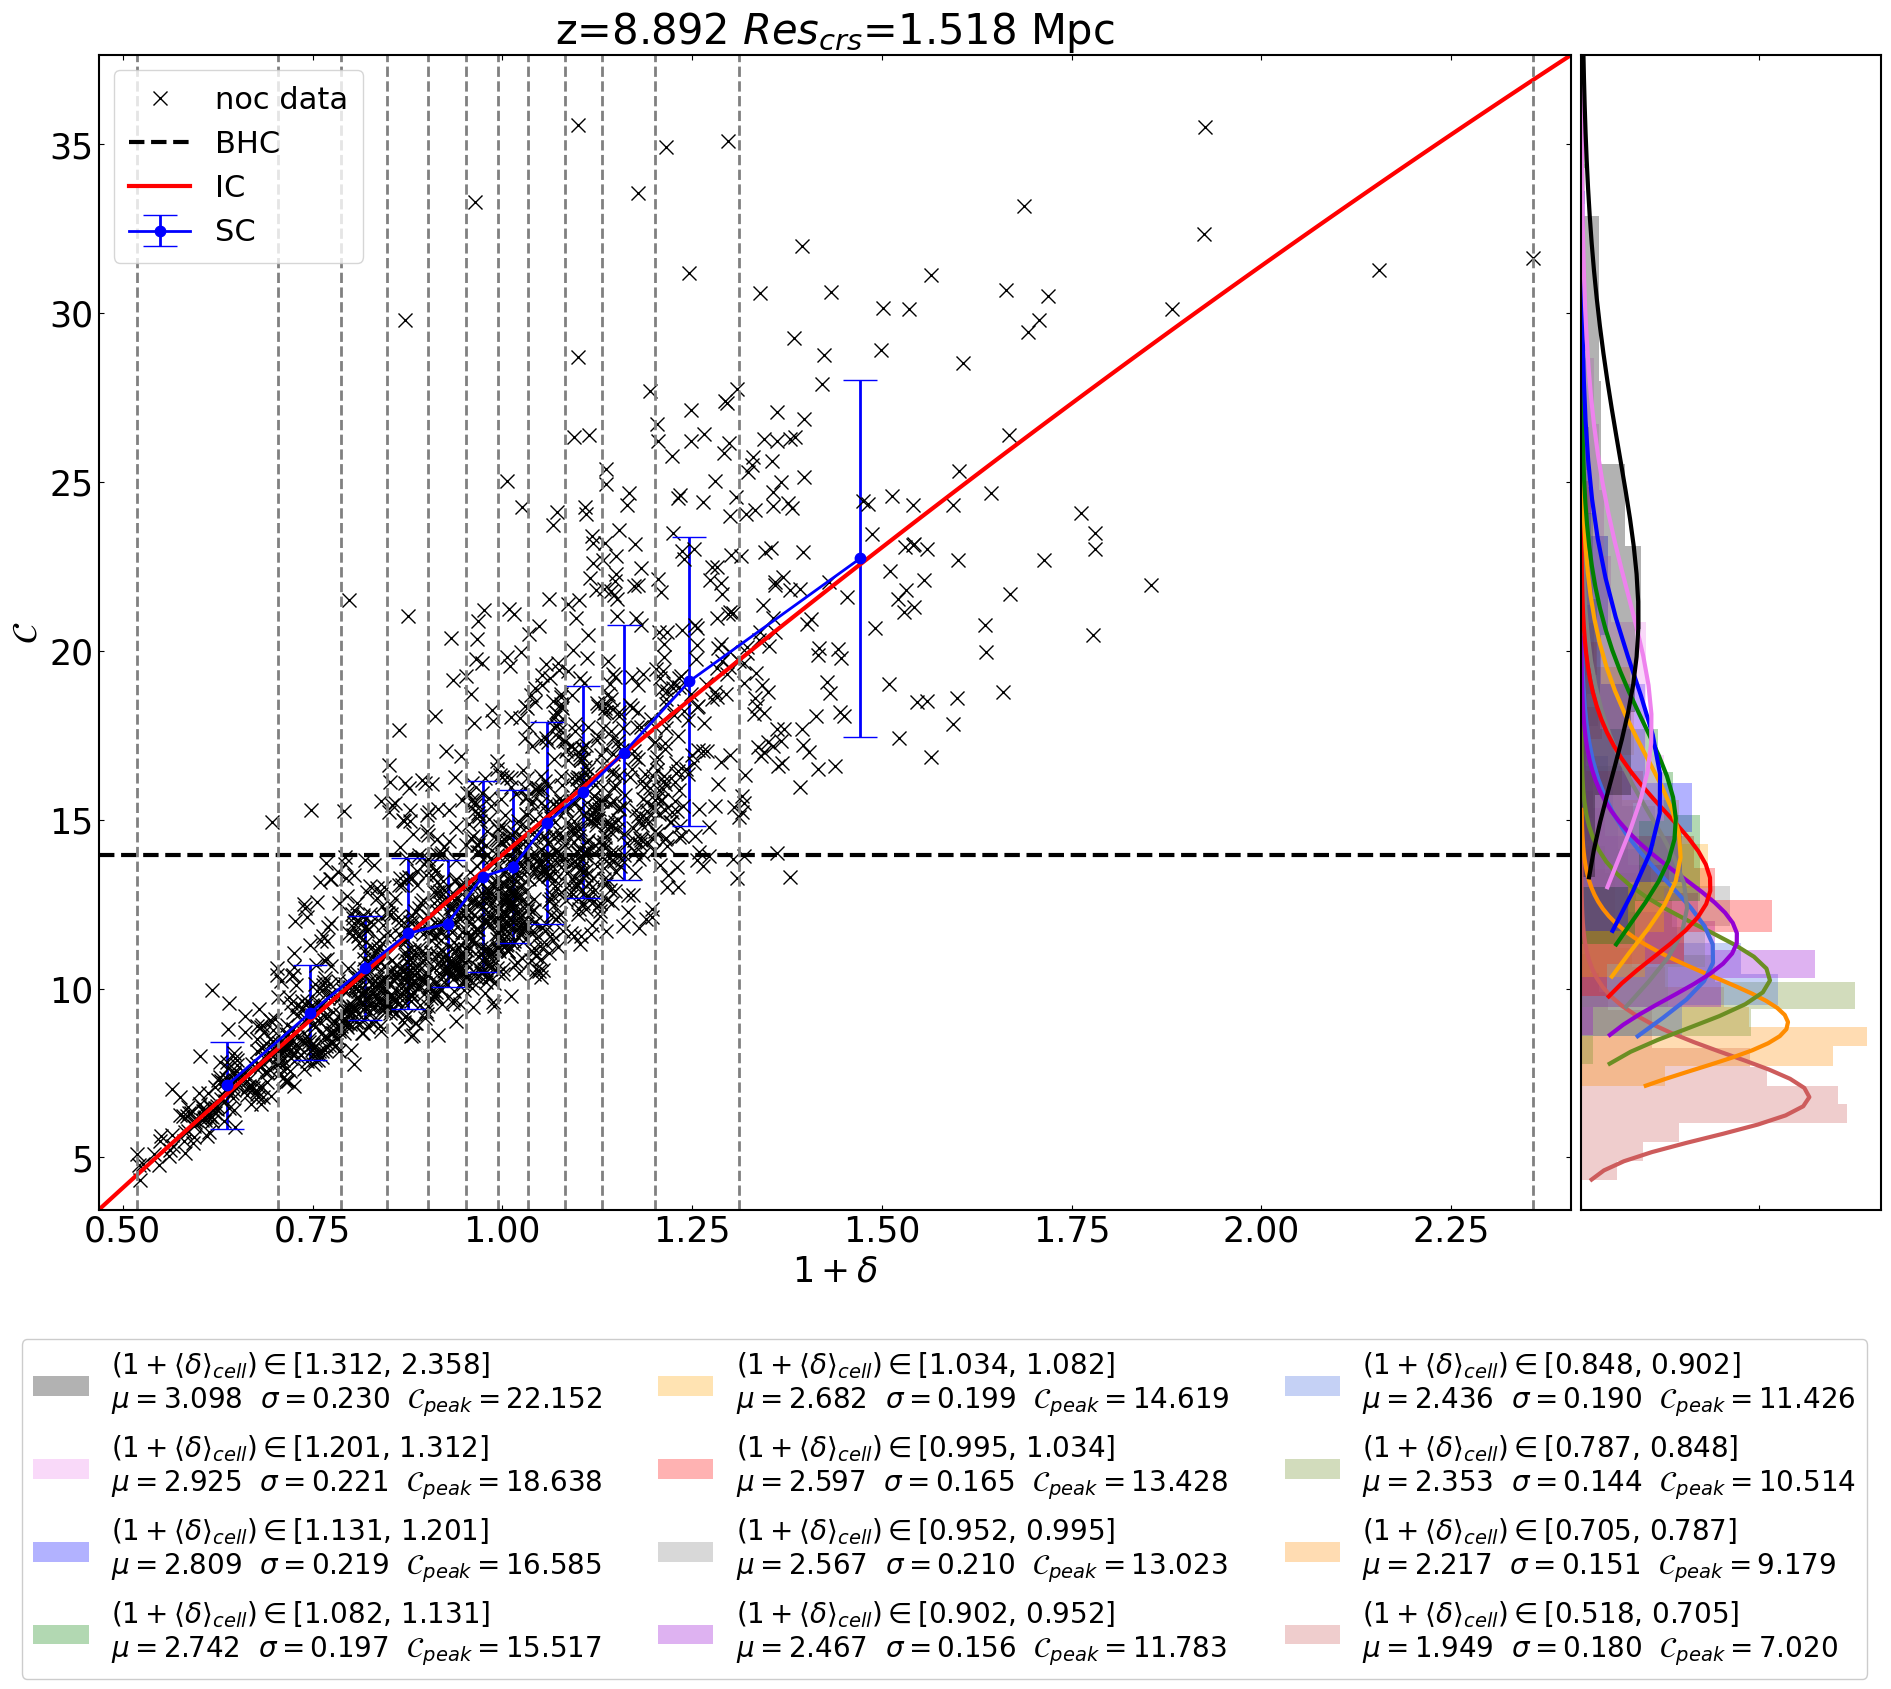 z=8.892 Res_crs=1.518 Mpc
noc data
BHC
IC
SC
35
30
25
20
15
10
5
𝒞
0.50 0.75 1.00 1.25 1.50 1.75 2.00 2.25
1 + δ
(1 + ⟨δ⟩_cell) ∈ [1.312, 2.358]
μ = 3.098 σ = 0.230 𝒞_peak = 22.152
(1 + ⟨δ⟩_cell) ∈ [1.201, 1.312]
μ = 2.925 σ = 0.221 𝒞_peak = 18.638
(1 + ⟨δ⟩_cell) ∈ [1.131, 1.201]
μ = 2.809 σ = 0.219 𝒞_peak = 16.585
(1 + ⟨δ⟩_cell) ∈ [1.082, 1.131]
μ = 2.742 σ = 0.197 𝒞_peak = 15.517
(1 + ⟨δ⟩_cell) ∈ [1.034, 1.082]
μ = 2.682 σ = 0.199 𝒞_peak = 14.619
(1 + ⟨δ⟩_cell) ∈ [0.995, 1.034]
μ = 2.597 σ = 0.165 𝒞_peak = 13.428
(1 + ⟨δ⟩_cell) ∈ [0.952, 0.995]
μ = 2.567 σ = 0.210 𝒞_peak = 13.023
(1 + ⟨δ⟩_cell) ∈ [0.902, 0.952]
μ = 2.467 σ = 0.156 𝒞_peak = 11.783
(1 + ⟨δ⟩_cell) ∈ [0.848, 0.902]
μ = 2.436 σ = 0.190 𝒞_peak = 11.426
(1 + ⟨δ⟩_cell) ∈ [0.787, 0.848]
μ = 2.353 σ = 0.144 𝒞_peak = 10.514
(1 + ⟨δ⟩_cell) ∈ [0.705, 0.787]
μ = 2.217 σ = 0.151 𝒞_peak = 9.179
(1 + ⟨δ⟩_cell) ∈ [0.518, 0.705]
μ = 1.949 σ = 0.180 𝒞_peak = 7.020